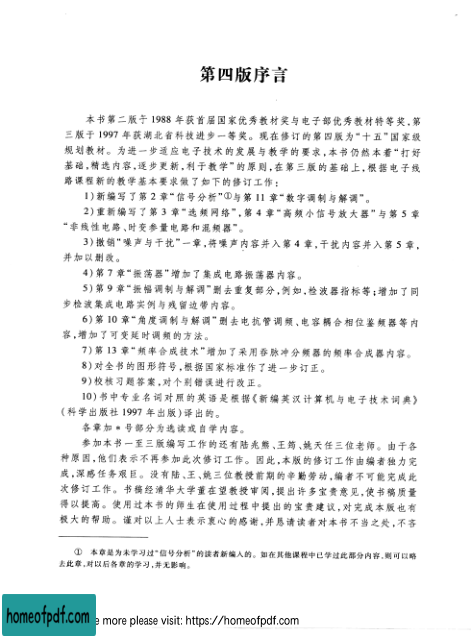 第四版序言
本书第二版于 1988 年获首届国家优秀教材奖与电子部优秀教材特等奖,第
三版于 1997 年获湖北省科技进步一等奖。现在修订的第四版为“十五”国家级
规划教材。为进一步适应电子技术的发展与教学的要求,本书仍然本着“打好
基础,精选内容,逐步更新,利于教学”的原则,在第三版的基础上,根据电子线
路课程新的教学基本要求做了如下的修订工作:
1)新编写了第 2 章“信号分析”①与第 11 章“数字调制与解调”。
2)重新编写了第 3 章“选频网络”,第 4 章“高频小信号放大器”与第 5 章
“非线性电路、时变参量电路和混频器”。
3)撤销“噪声与干扰”一章,将噪声内容并入第 4 章,干扰内容并入第 5 章,
并加以删改。
4)第 7 章“振荡器”增加了集成电路振荡器内容。
5)第 9 章“振幅调制与解调”删去重复部分,例如,检波器指标等;增加了同
步检波集成电路实例与残留边带内容。
6)第 10 章“角度调制与解调”删去电抗管调频、电容耦合相位鉴频器等内
容,增加了可变延时调频的方法。
7)第 13 章“频率合成技术”增加了采用吞脉冲分频器的频率合成器内容。
8)对全书的图形符号,根据国家标准作了进一步订正。
9)校核习题答案,对个别错误进行改正。
10)书中专业名词对照的英语是根据《新编英汉计算机与电子技术词典》
(科学出版社 1997 年出版)译出的。
各章加 * 号部分为选读或自学内容。
参加本书一至三版编写工作的还有陆兆熊、王筠、姚天任三位老师。由于各
种原因,他们表示不再参加此次修订工作。因此,本版的修订工作由编者独力完
成,深感任务艰巨。没有陆、王、姚三位教授前期的辛勤劳动,编者不可能完成此
次修订工作。书稿经清华大学董在望教授审阅,提出许多宝贵意见,使书稿质量
得以提高。使用过本书的师生在使用过程中提出的宝贵建议,对完成本版也有
极大的帮助。谨对以上人士表示衷心的感谢,并恳请读者对本书不当之处,不吝
① 本章是为未学习过“信号分析”的读者新编入的。如在其他课程中已学过此部分内容,则可以略
去此章,对以后各章的学习,并无影响。
homeofpdf.com
e more please visit: https://homeofpdf.com